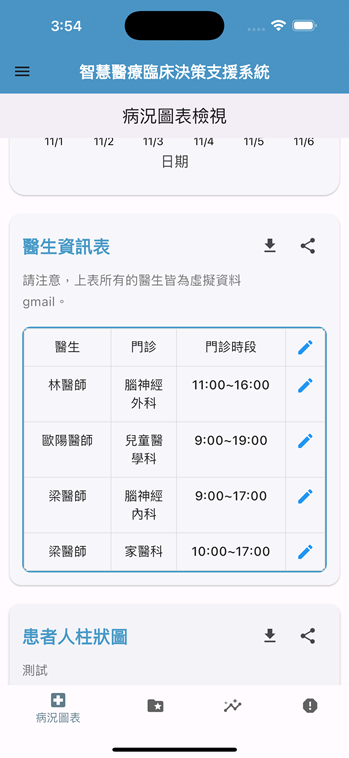 3:54
智慧醫療臨床決策支援系統
病況圖表檢視
11/1 11/2 11/3 11/4 11/5 11/6
日期
醫生資訊表
請注意，上表所有的醫生皆為虛擬資料
gmail。
醫生 門診 門診時段
林醫師 腦神經外科 11:00~16:00
歐陽醫師 兒童醫學科 9:00~19:00
梁醫師 腦神經內科 9:00~17:00
梁醫師 家醫科 10:00~17:00
患者人柱狀圖
測試
病況圖表